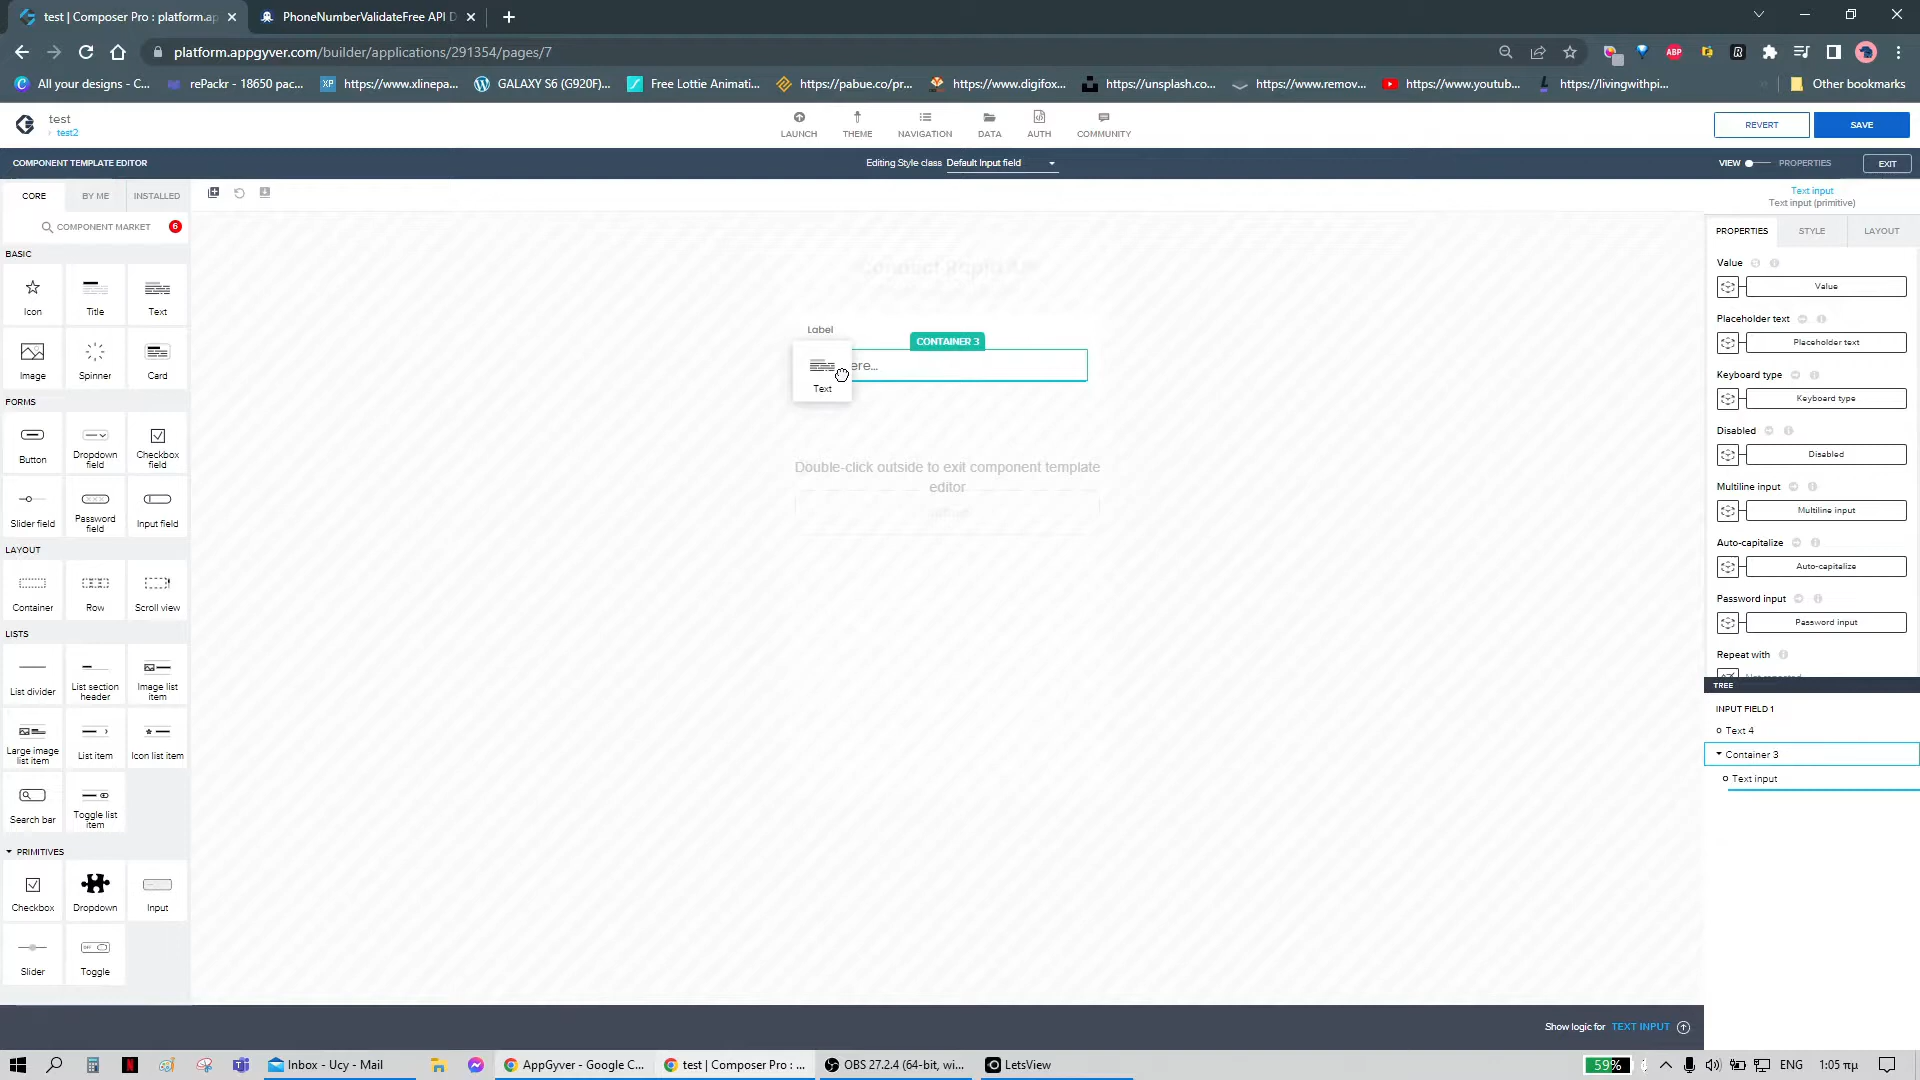 test | Composer Pro : platform.ap
PhoneNumberValidateFree API D
platform.appgyver.com/builder/applications/291354/pages/7
All your designs - C...
rePackr - 18650 pac...
https://www.xlinepa...
GALAXY S6 (G920F)...
Free Lottie Animati...
https://pabue.co/pr...
https://www.digifox...
https://unsplash.co...
https://www.remov...
https://www.youtub...
https://livingwithpi...
Other bookmarks
test
test2
LAUNCH
THEME
NAVIGATION
DATA
AUTH
COMMUNITY
REVERT
SAVE
COMPONENT TEMPLATE EDITOR
Editing Style class Default Input field
VIEW
PROPERTIES
EXIT
CORE
BY ME
INSTALLED
COMPONENT MARKET
6
BASIC
Icon
Title
Text
Image
Spinner
Card
FORMS
Button
Dropdown field
Checkbox field
Slider field
Password field
Input field
LAYOUT
Container
Row
Scroll view
LISTS
List divider
List section header
Image list item
Large image list item
List item
Icon list item
Search bar
Toggle list item
PRIMITIVES
Checkbox
Dropdown
Input
Slider
Toggle
Label
CONTAINER 3
ere...
Text
Double-click outside to exit component template
editor
Text input
Text input (primitive)
PROPERTIES
STYLE
LAYOUT
Value
Value
Placeholder text
Placeholder text
Keyboard type
Keyboard type
Disabled
Disabled
Multiline input
Multiline input
Auto-capitalize
Auto-capitalize
Password input
Password input
Repeat with
TREE
INPUT FIELD 1
Text 4
Container 3
Text input
Show logic for TEXT INPUT
Inbox - Ucy - Mail
AppGyver - Google C...
test | Composer Pro : ...
OBS 27.2.4 (64-bit, wi...
LetsView
59%
ENG
1:05 πμ